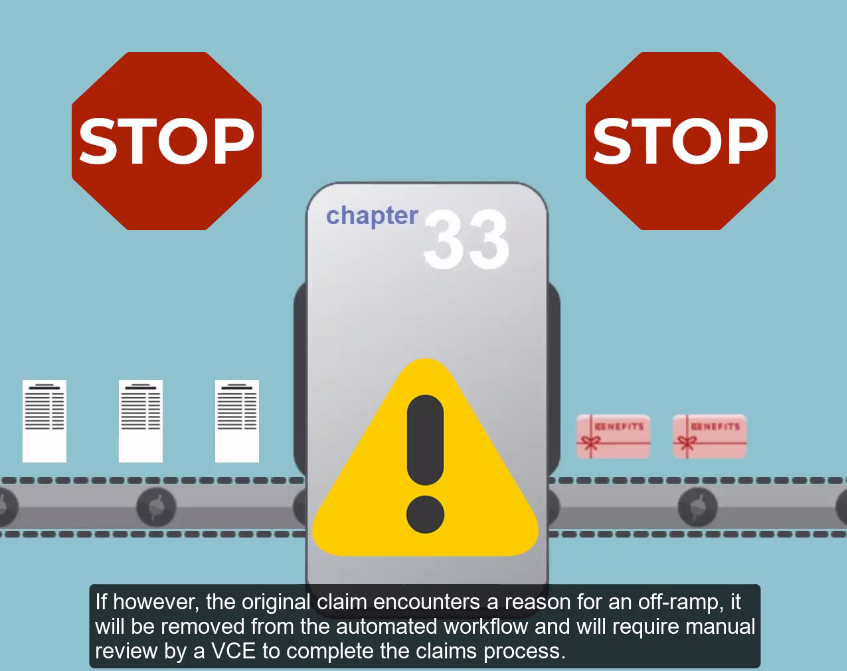 STOP
STOP
chapter 33
BENEFITS
BENEFITS
If however, the original claim encounters a reason for an off-ramp, it
will be removed from the automated workflow and will require manual
review by a VCE to complete the claims process.